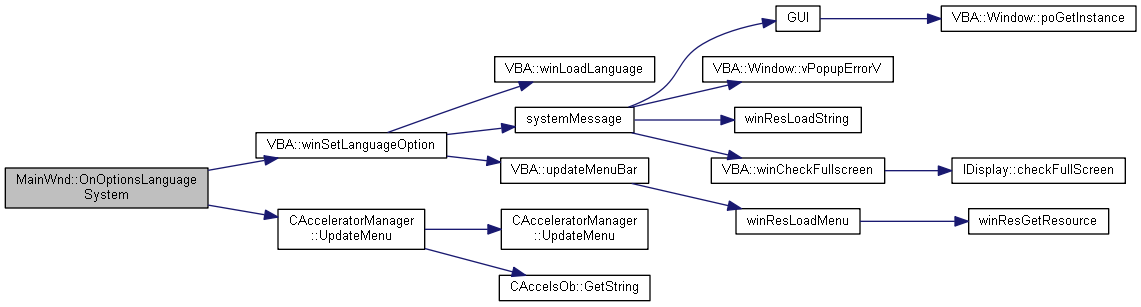 MainWnd::OnOptionsLanguage
System
VBA::winSetLanguageOption
CAcceleratorManager
::UpdateMenu
VBA::winLoadLanguage
systemMessage
VBA::updateMenuBar
CAcceleratorManager
::UpdateMenu
CAccelsOb::GetString
GUI
VBA::Window::vPopupErrorV
winResLoadString
VBA::winCheckFullscreen
winResLoadMenu
VBA::Window::poGetInstance
IDisplay::checkFullScreen
winResGetResource